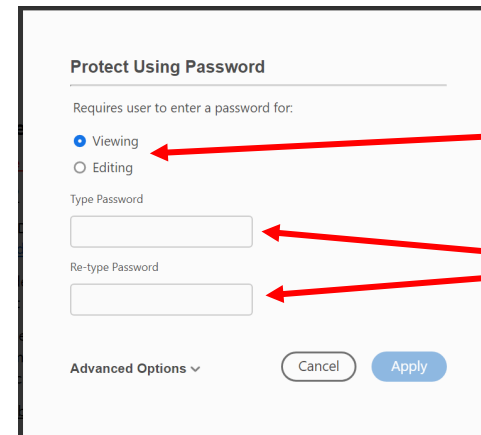 Protect Using Password
Requires user to enter a password for:
Viewing
Editing
Type Password
Re-type Password
Advanced Options
Cancel
Apply